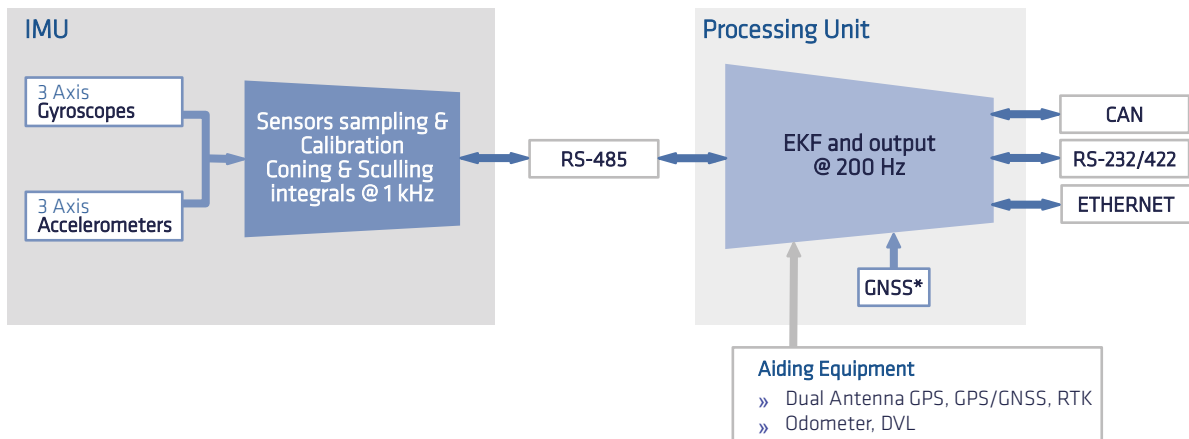 IMU
3 Axis
Gyroscopes
3 Axis
Accelerometers
Sensors sampling &
Calibration
Coning & Sculling
integrals @ 1 kHz
RS-485
Processing Unit
EKF and output
@ 200 Hz
GNSS*
CAN
RS-232/422
ETHERNET
Aiding Equipment
» Dual Antenna GPS, GPS/GNSS, RTK
» Odometer, DVL